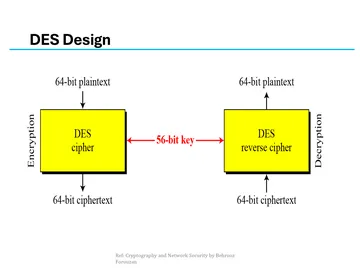 DES Design
64-bit plaintext
64-bit plaintext
Encryption
DES
cipher
56-bit key
DES
reverse cipher
Decryption
64-bit ciphertext
64-bit ciphertext
Ref: Cryptography and Network Security by Behrouz
Forouzan